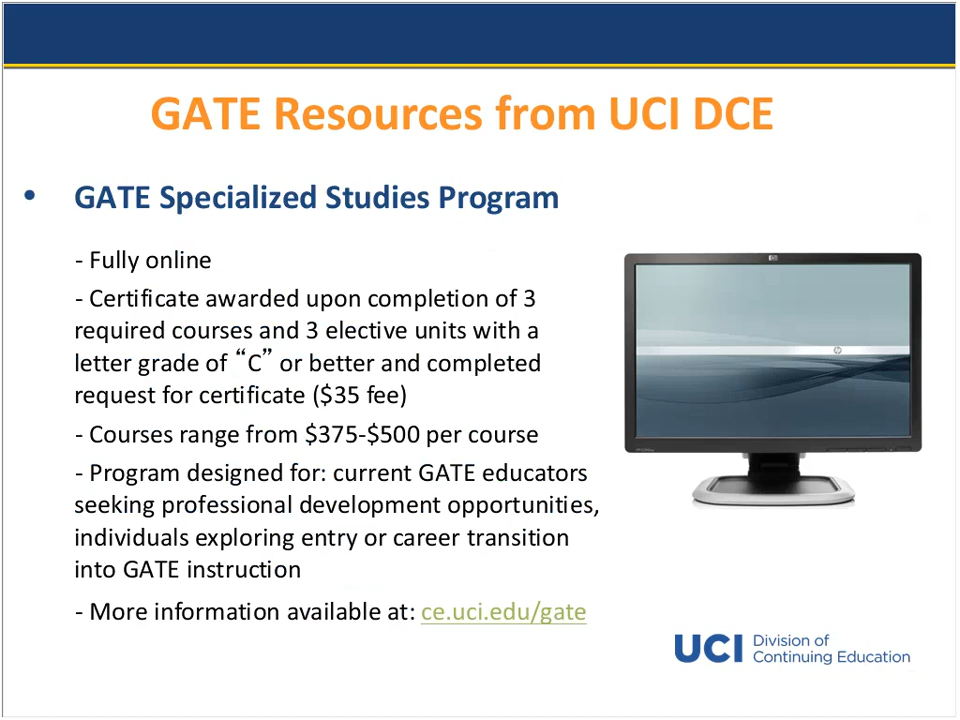 GATE Resources from UCI DCE
• GATE Specialized Studies Program
- Fully online
- Certificate awarded upon completion of 3
required courses and 3 elective units with a
letter grade of “C” or better and completed
request for certificate ($35 fee)
- Courses range from $375-$500 per course
- Program designed for: current GATE educators
seeking professional development opportunities,
individuals exploring entry or career transition
into GATE instruction
- More information available at: ce.uci.edu/gate
hp
hp
UCI Division of
Continuing Education